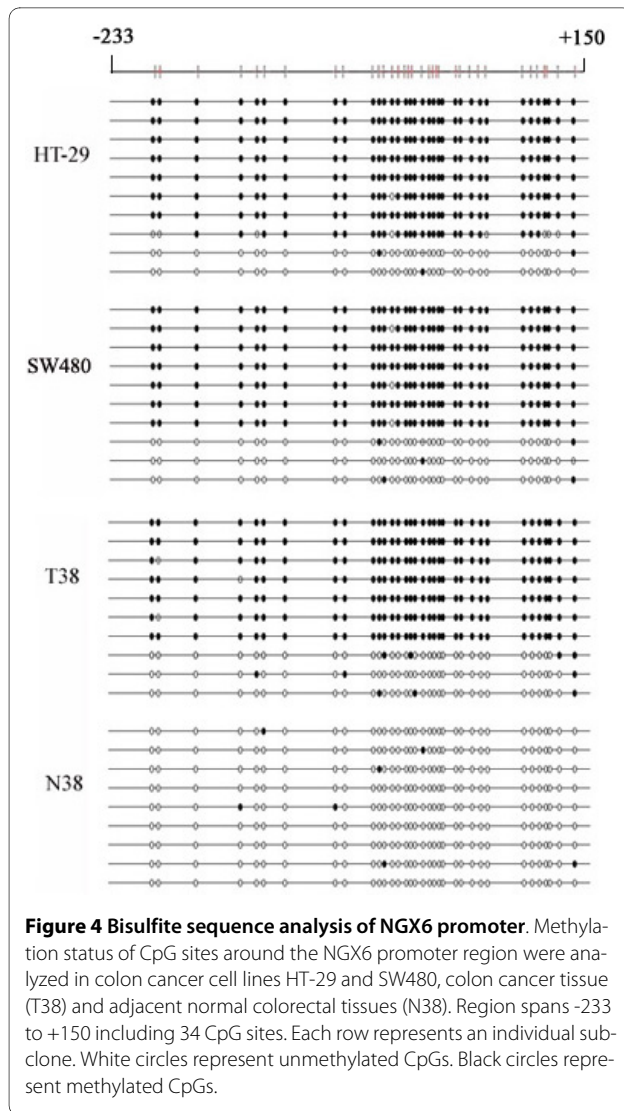 -233
+150
HT-29
SW480
T38
N38
Figure 4 Bisulfite sequence analysis of NGX6 promoter. Methyla-
tion status of CpG sites around the NGX6 promoter region were ana-
lyzed in colon cancer cell lines HT-29 and SW480, colon cancer tissue
(T38) and adjacent normal colorectal tissues (N38). Region spans -233
to +150 including 34 CpG sites. Each row represents an individual sub-
clone. White circles represent unmethylated CpGs. Black circles repre-
sent methylated CpGs.